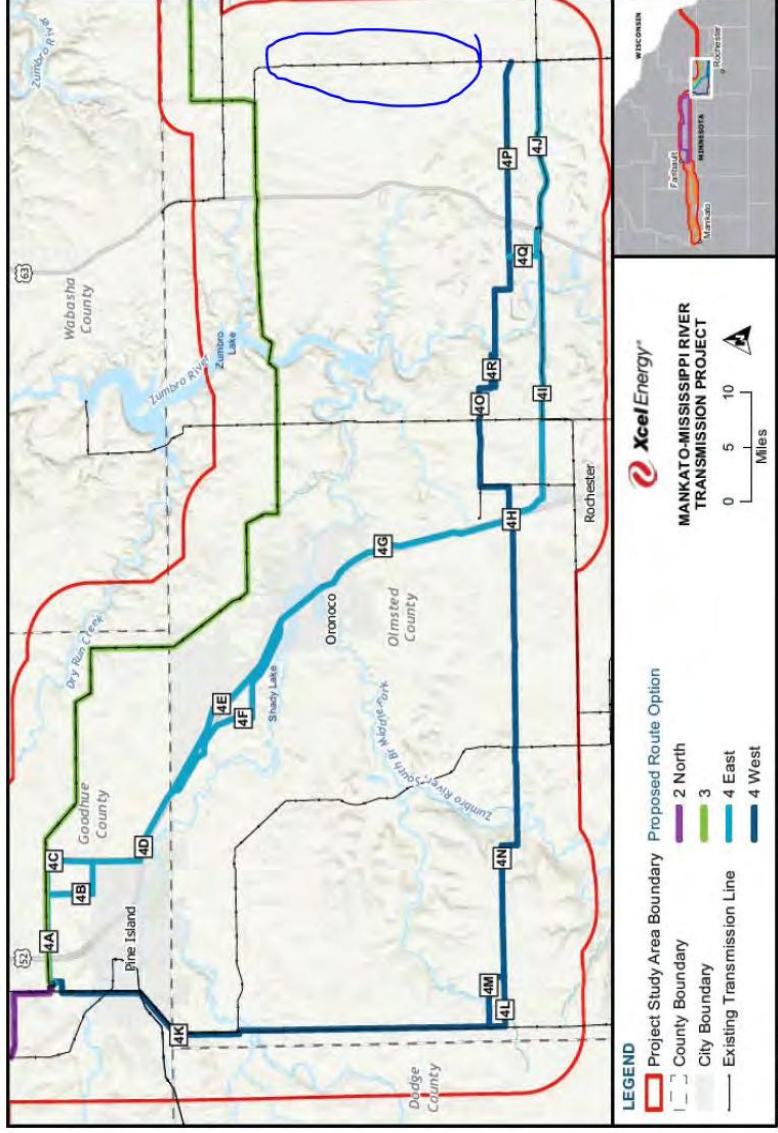 63
Wabasha
County
Zumbro River
Zumbro
Lake
Zumbro River
Dry Run Creek
52
4A
4C
4B
Goodhue
County
4D
Pine Island
4K
4E
4F
Shady Lake
Oronoco
4G
Olmsted
County
Zumbro River South Br Middle Fork
Dodge
County
4M
4L
4N
4H
4O
4R
4I
4Q
4P
4J
Rochester
LEGEND
Project Study Area Boundary
County Boundary
City Boundary
Existing Transmission Line
Proposed Route Option
2 North
3
4 East
4 West
Xcel Energy®
MANKATO-MISSISSIPPI RIVER
TRANSMISSION PROJECT
0 5 10
Miles
N
WISCONSIN
Faribault
Mankato
MINNESOTA
Rochester